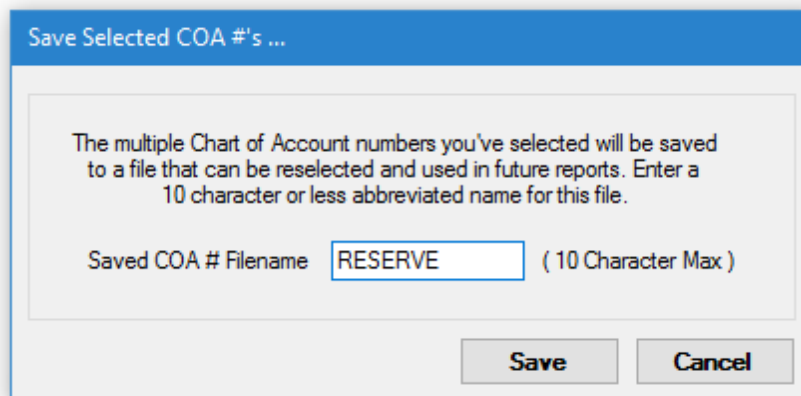 Save Selected COA #'s ...
The multiple Chart of Account numbers you've selected will be saved
to a file that can be reselected and used in future reports. Enter a
10 character or less abbreviated name for this file.
Saved COA # Filename RESERVE ( 10 Character Max )
Save Cancel